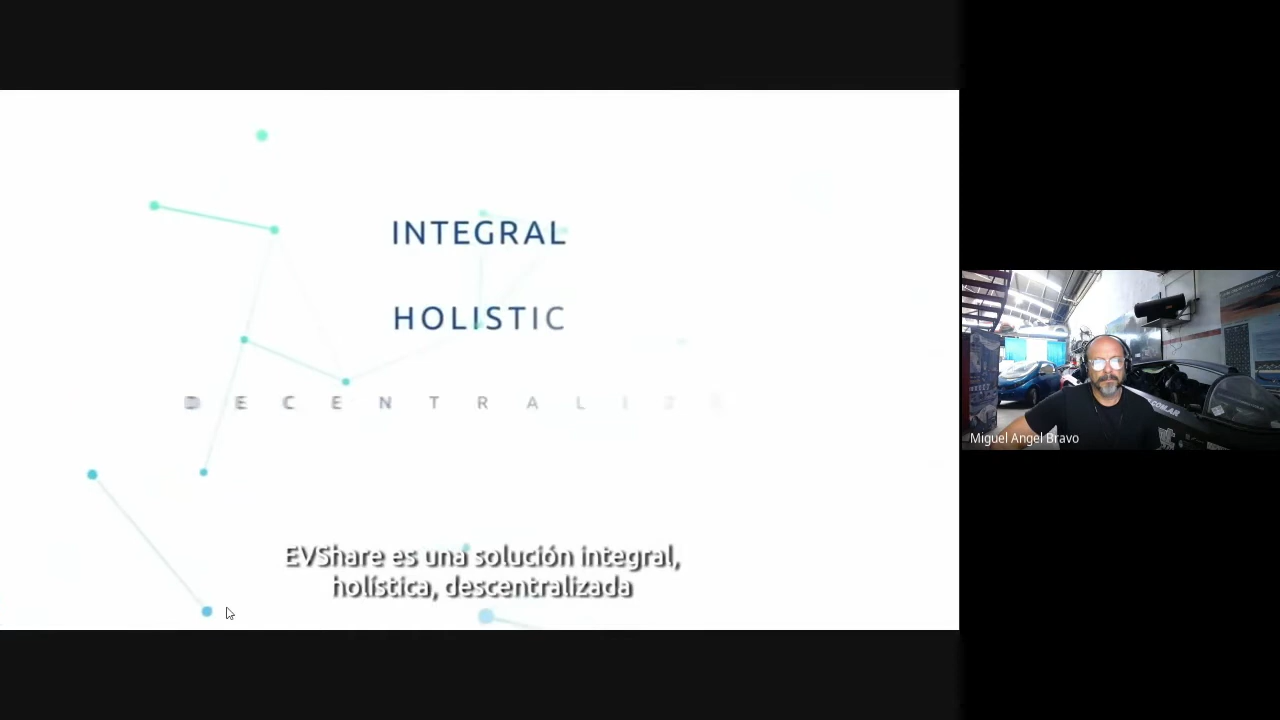 INTEGRAL
HOLISTIC
EVShare es una solución integral,
holística, descentralizada
Miguel Angel Bravo